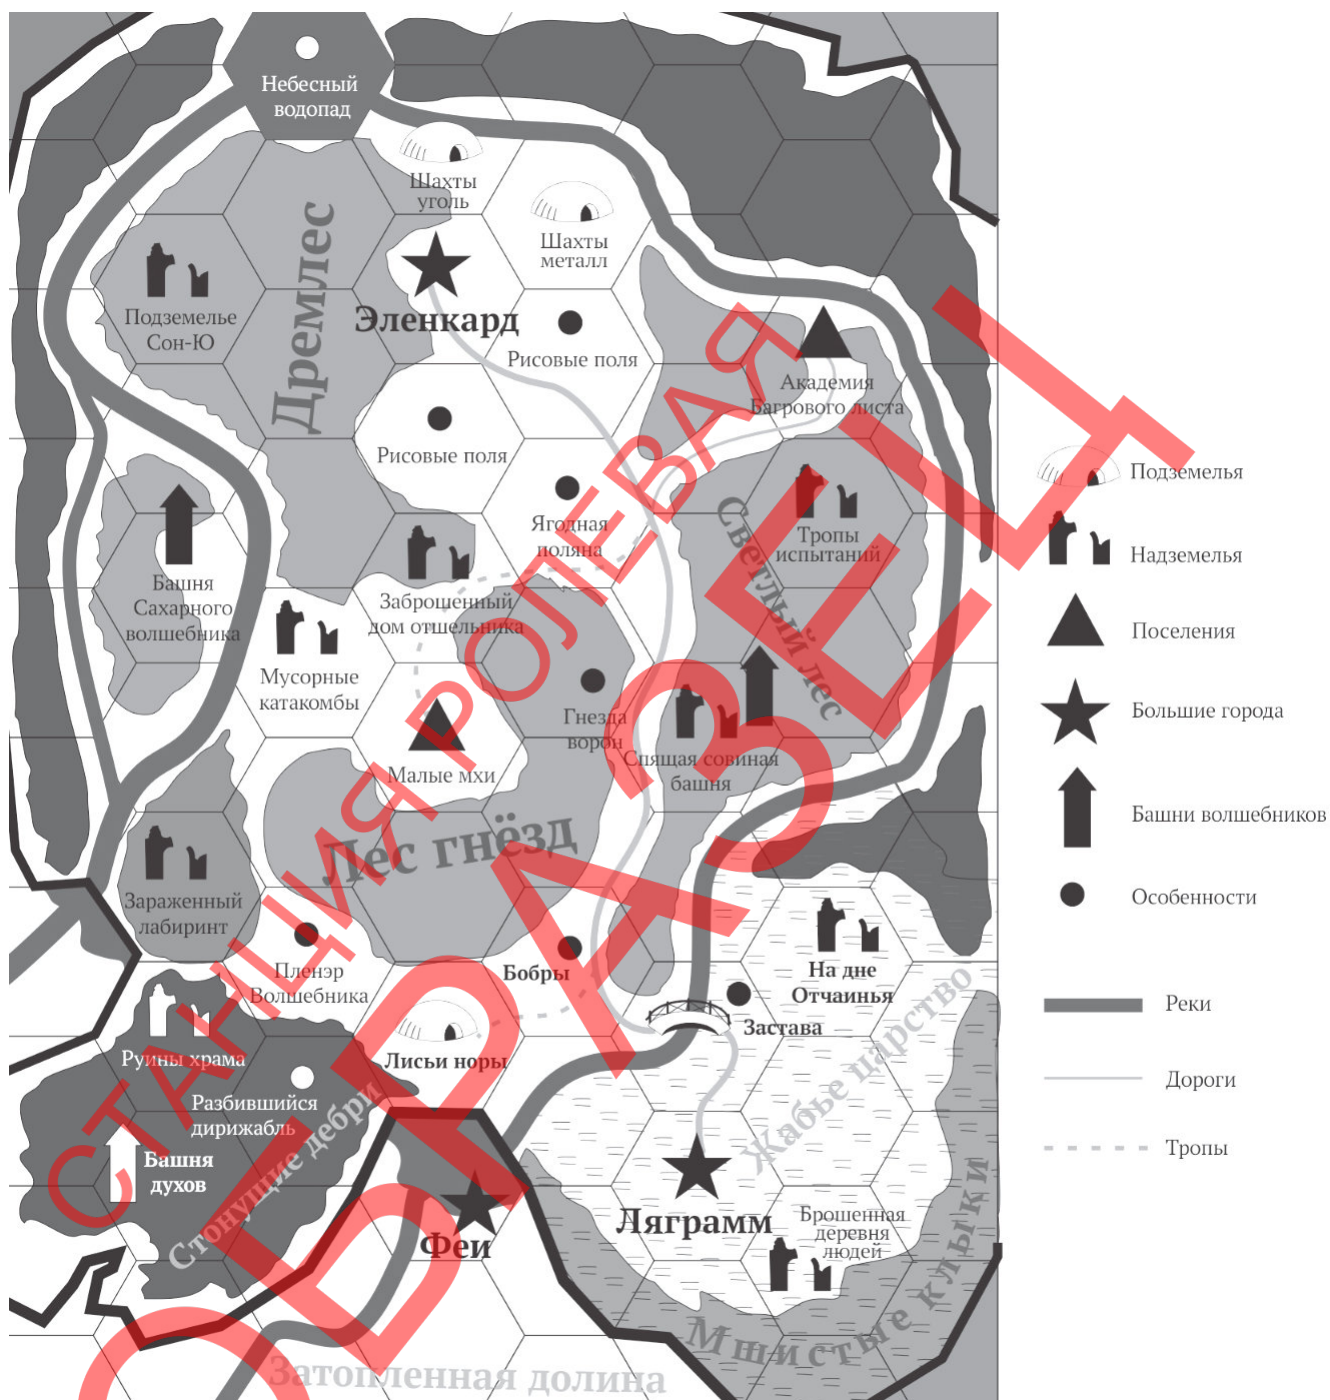 Небесный
водопад
Шахты
уголь
Шахты
металл
Дремлес
Подземелье
Сон-Ю
Эленкард
Рисовые поля
Академия
Багрового листа
Рисовые поля
Ягодная
поляна
Светлый лес
Тропы
испытаний
Башня
Сахарного
волшебника
Заброшенный
дом отшельника
Мусорные
катакомбы
Гнезда
ворон
Спящая совиная
башня
Малые мхи
Лес гнёзд
Зараженный
лабиринт
Пленэр
Волшебника
Бобры
На дне
Отчаинья
Застава
Жабье царство
Руины храма
Лисьи норы
Разбившийся
дирижабль
Стонущие дебри
Башня
духов
Феи
Ляграмм
Брошенная
деревня
людей
Мшистые клыки
Затопленная долина
Подземелья
Надземелья
Поселения
Большие города
Башни волшебников
Особенности
Реки
Дороги
Тропы
СТАНЦИЯ РОЛЕВАЯ
ОБРАЗЕЦ